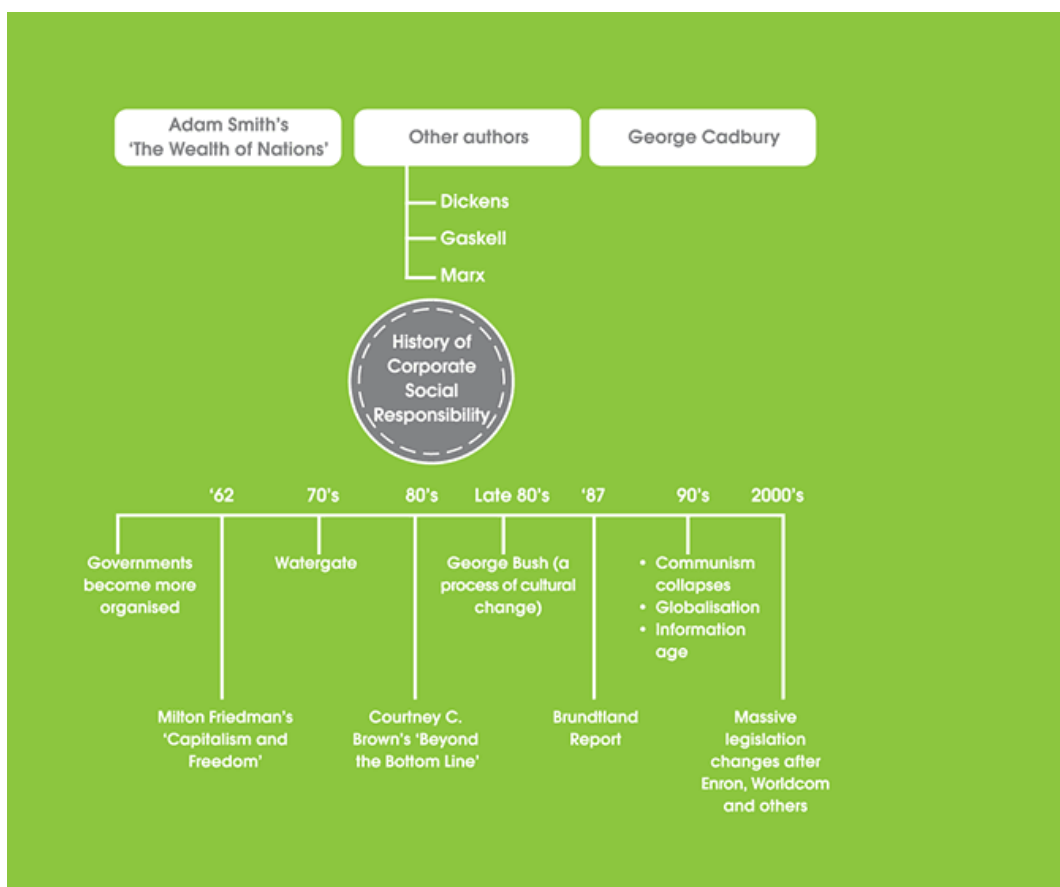 Adam Smith's
'The Wealth of Nations'
Other authors
George Cadbury
Dickens
Gaskell
Marx
History of
Corporate
Social
Responsibility
'62
70's
80's
Late 80's
'87
90's
2000's
Governments
become more
organised
Watergate
George Bush (a
process of cultural
change)
• Communism
collapses
• Globalisation
• Information
age
Milton Friedman's
'Capitalism and
Freedom'
Courtney C.
Brown's 'Beyond
the Bottom Line'
Brundtland
Report
Massive
legislation
changes after
Enron, Worldcom
and others